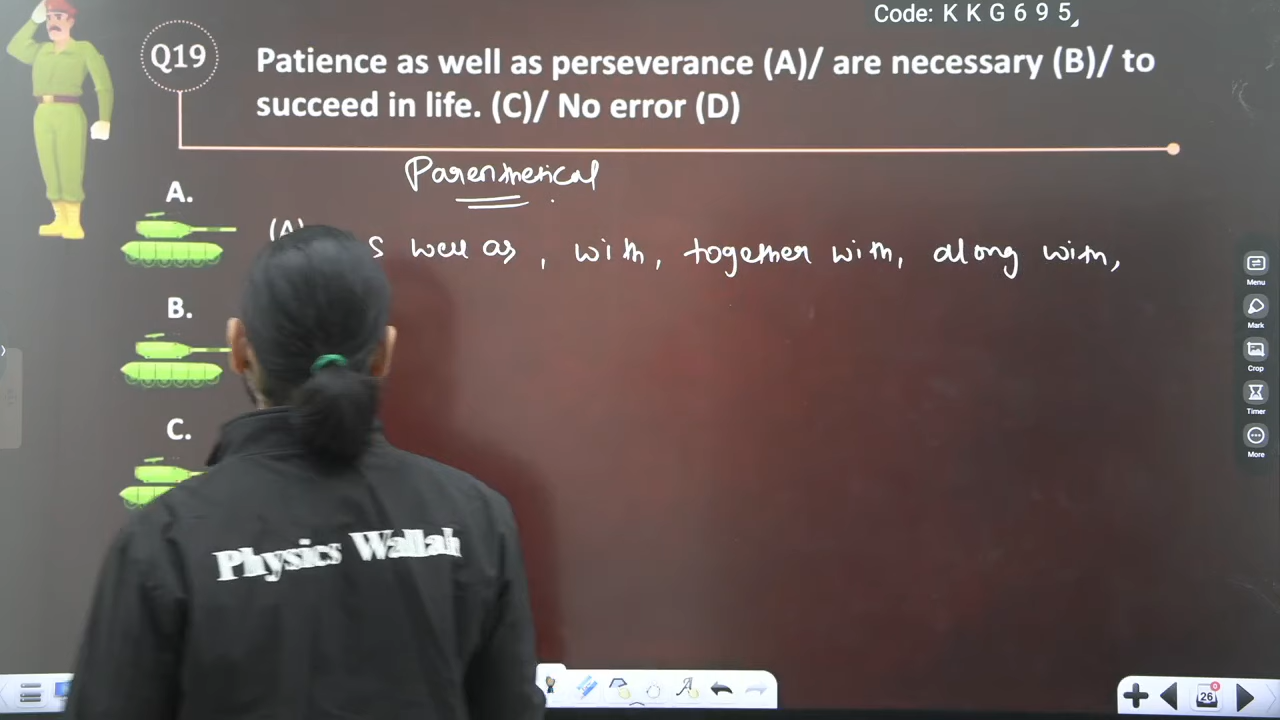 Code: K K G 6 9 5
Q19
Patience as well as perseverance (A)/ are necessary (B)/ to
succeed in life. (C)/ No error (D)
Parenthetical
A.
(A)
s well as, with, together with, along with,
B.
C.
Physics Wallah
Menu
Mark
Crop
Timer
More
26